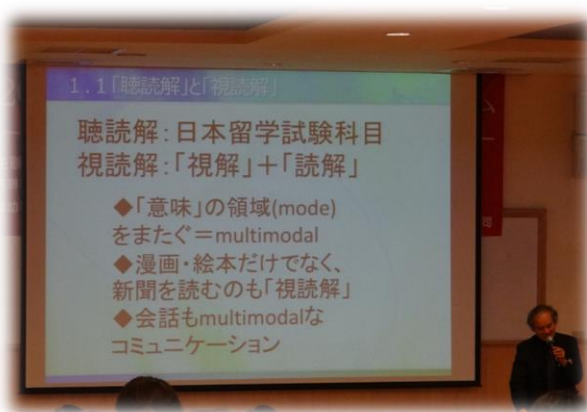 1.1「聴読解」と「視読解」
聴読解:日本留学試験科目
視読解:「視解」+「読解」
◆「意味」の領域(mode)
をまたぐ＝multimodal
◆漫画・絵本だけでなく、
新聞を読むのも「視読解」
◆会話もmultimodalな
コミュニケーション